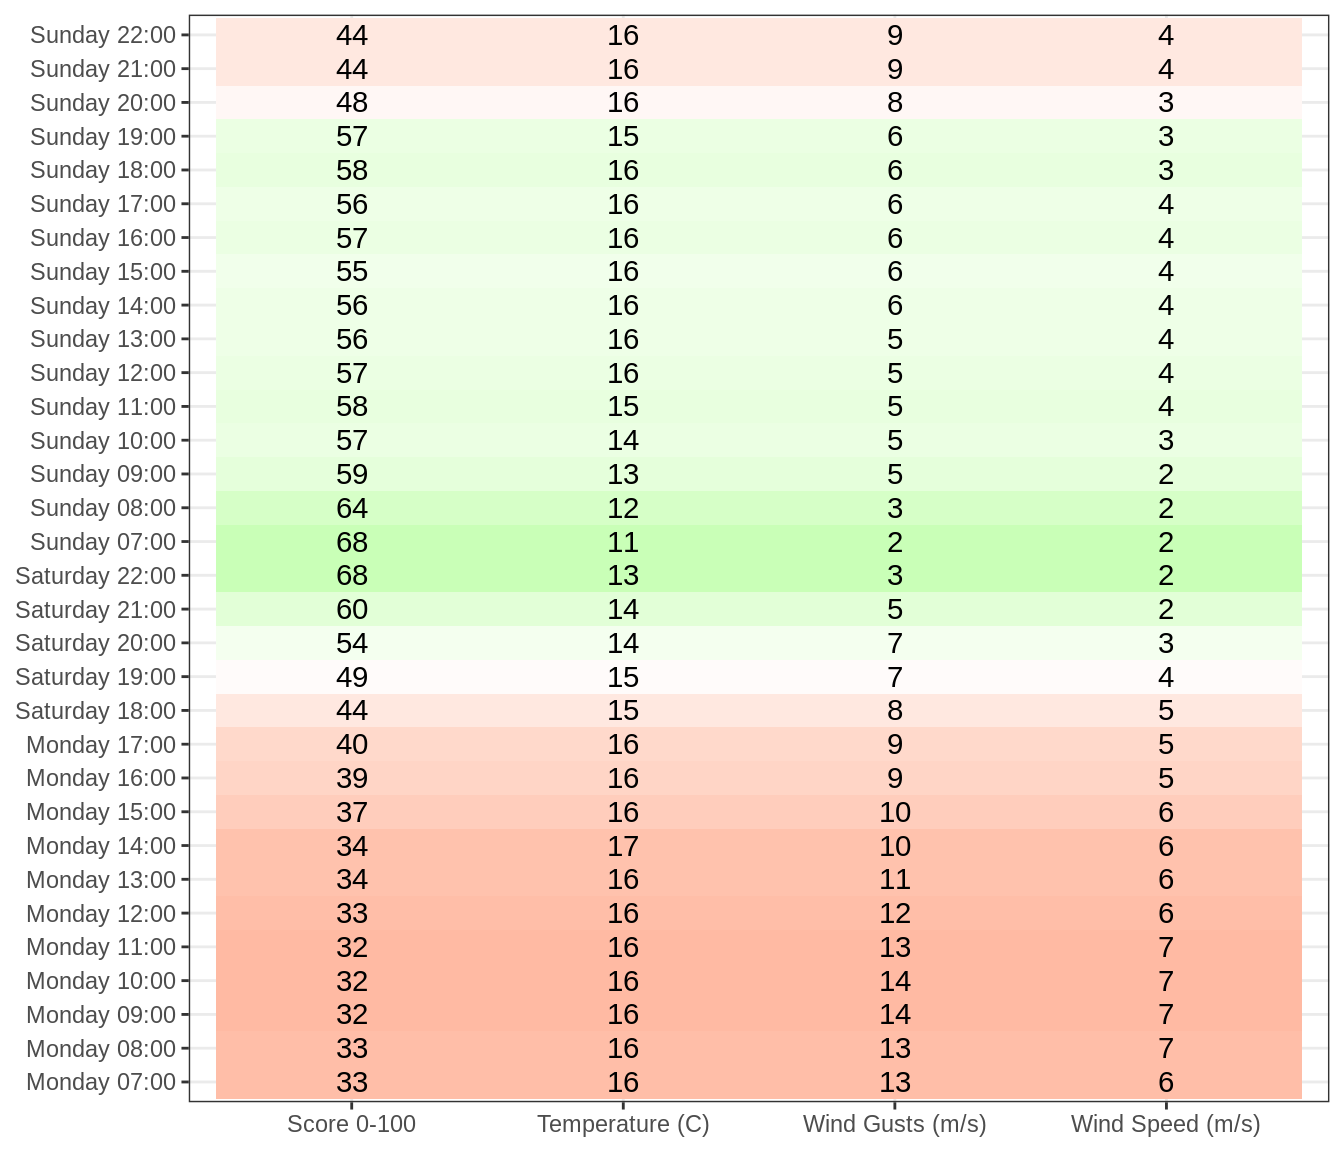 Sunday 22:00 44 16 9 4
Sunday 21:00 44 16 9 4
Sunday 20:00 48 16 8 3
Sunday 19:00 57 15 6 3
Sunday 18:00 58 16 6 3
Sunday 17:00 56 16 6 4
Sunday 16:00 57 16 6 4
Sunday 15:00 55 16 6 4
Sunday 14:00 56 16 6 4
Sunday 13:00 56 16 5 4
Sunday 12:00 57 16 5 4
Sunday 11:00 58 15 5 4
Sunday 10:00 57 14 5 3
Sunday 09:00 59 13 5 2
Sunday 08:00 64 12 3 2
Sunday 07:00 68 11 2 2
Saturday 22:00 68 13 3 2
Saturday 21:00 60 14 5 2
Saturday 20:00 54 14 7 3
Saturday 19:00 49 15 7 4
Saturday 18:00 44 15 8 5
Monday 17:00 40 16 9 5
Monday 16:00 39 16 9 5
Monday 15:00 37 16 10 6
Monday 14:00 34 17 10 6
Monday 13:00 34 16 11 6
Monday 12:00 33 16 12 6
Monday 11:00 32 16 13 7
Monday 10:00 32 16 14 7
Monday 09:00 32 16 14 7
Monday 08:00 33 16 13 7
Monday 07:00 33 16 13 6
Score 0-100 Temperature (C) Wind Gusts (m/s) Wind Speed (m/s)